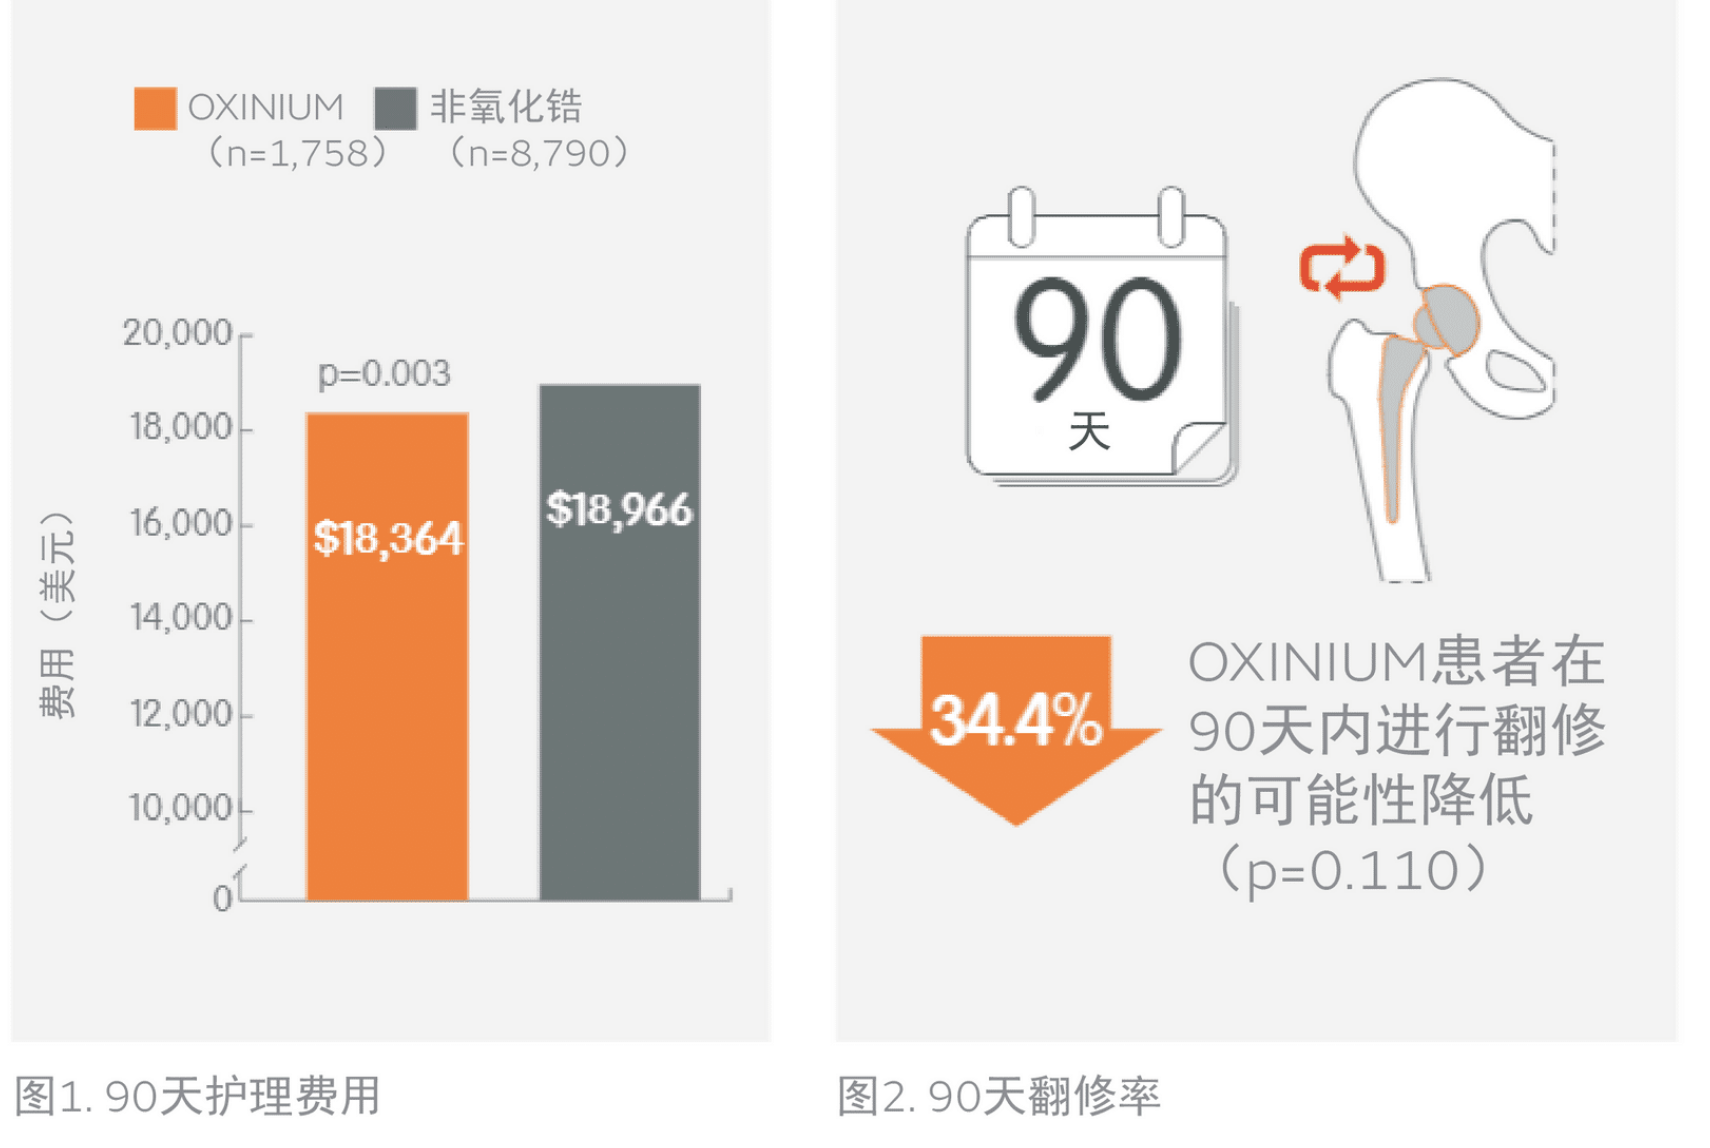 OXINIUM 非氧化锆
（n=1,758） （n=8,790）
费用（美元）
20,000
18,000
16,000
14,000
12,000
10,000
0
p=0.003
$18,364
$18,966
图1. 90天护理费用
90
天
34.4%
OXINIUM患者在
90天内进行翻修
的可能性降低
（p=0.110）
图2. 90天翻修率